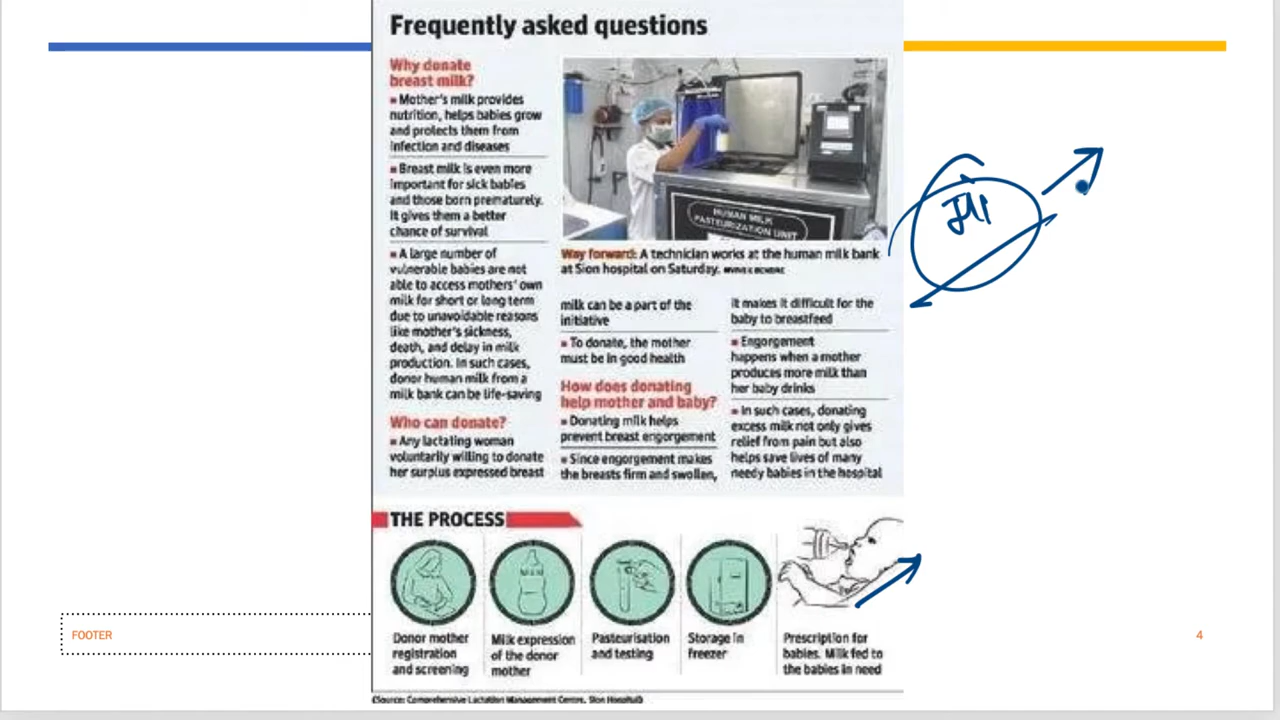 Frequently asked questions
Why donate
breast milk?
▪ Mother's milk provides
nutrition, helps babies grow
and protects them from
infection and diseases
▪ Breast milk is even more
important for sick babies
and those born prematurely.
It gives them a better
chance of survival
▪ A large number of
vulnerable babies are not
able to access mothers' own
milk for short or long term
due to unavoidable reasons
like mother's sickness,
death, and delay in milk
production. In such cases,
donor human milk from a
milk bank can be life-saving
Who can donate?
▪ Any lactating woman
voluntarily willing to donate
her surplus expressed breast
HUMAN MILK
PASTEURIZATION UNIT
Way forward: A technician works at the human milk bank
at Sion hospital on Saturday.
milk can be a part of the
initiative
▪ To donate, the mother
must be in good health
How does donating
help mother and baby?
▪ Donating milk helps
prevent breast engorgement
▪ Since engorgement makes
the breasts firm and swollen,
it makes it difficult for the
baby to breastfeed
▪ Engorgement
happens when a mother
produces more milk than
her baby drinks
▪ In such cases, donating
excess milk not only gives
relief from pain but also
helps save lives of many
needy babies in the hospital
THE PROCESS
Donor mother
registration
and screening
Milk expression
of the donor
mother
Pasteurisation
and testing
Storage in
freezer
Prescription for
babies. Milk fed to
the babies in need
(Source: Comprehensive Lactation Management Centre, Sion Hospital)
FOOTER
4